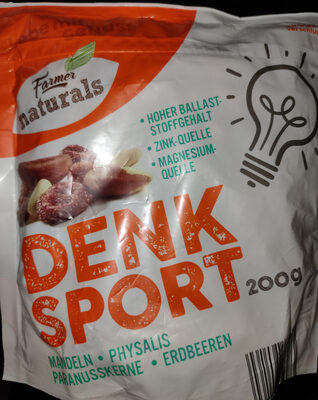 Farmer
naturals
• HOHER BALLAST-
STOFFGEHALT
• ZINK-QUELLE
• MAGNESIUM-
QUELLE
DENK
SPORT
200g
MANDELN • PHYSALIS
PARANUSSKERNE • ERDBEEREN